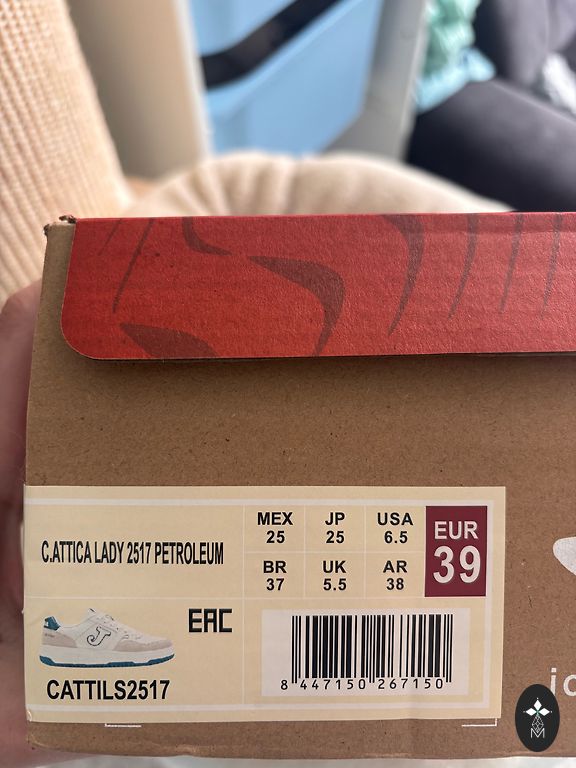 C.ATTICA LADY 2517 PETROLEUM
MEX JP USA
25 25 6.5
BR UK AR
37 5.5 38
EUR
39
EAC
CATTILS2517
8 447150 267150